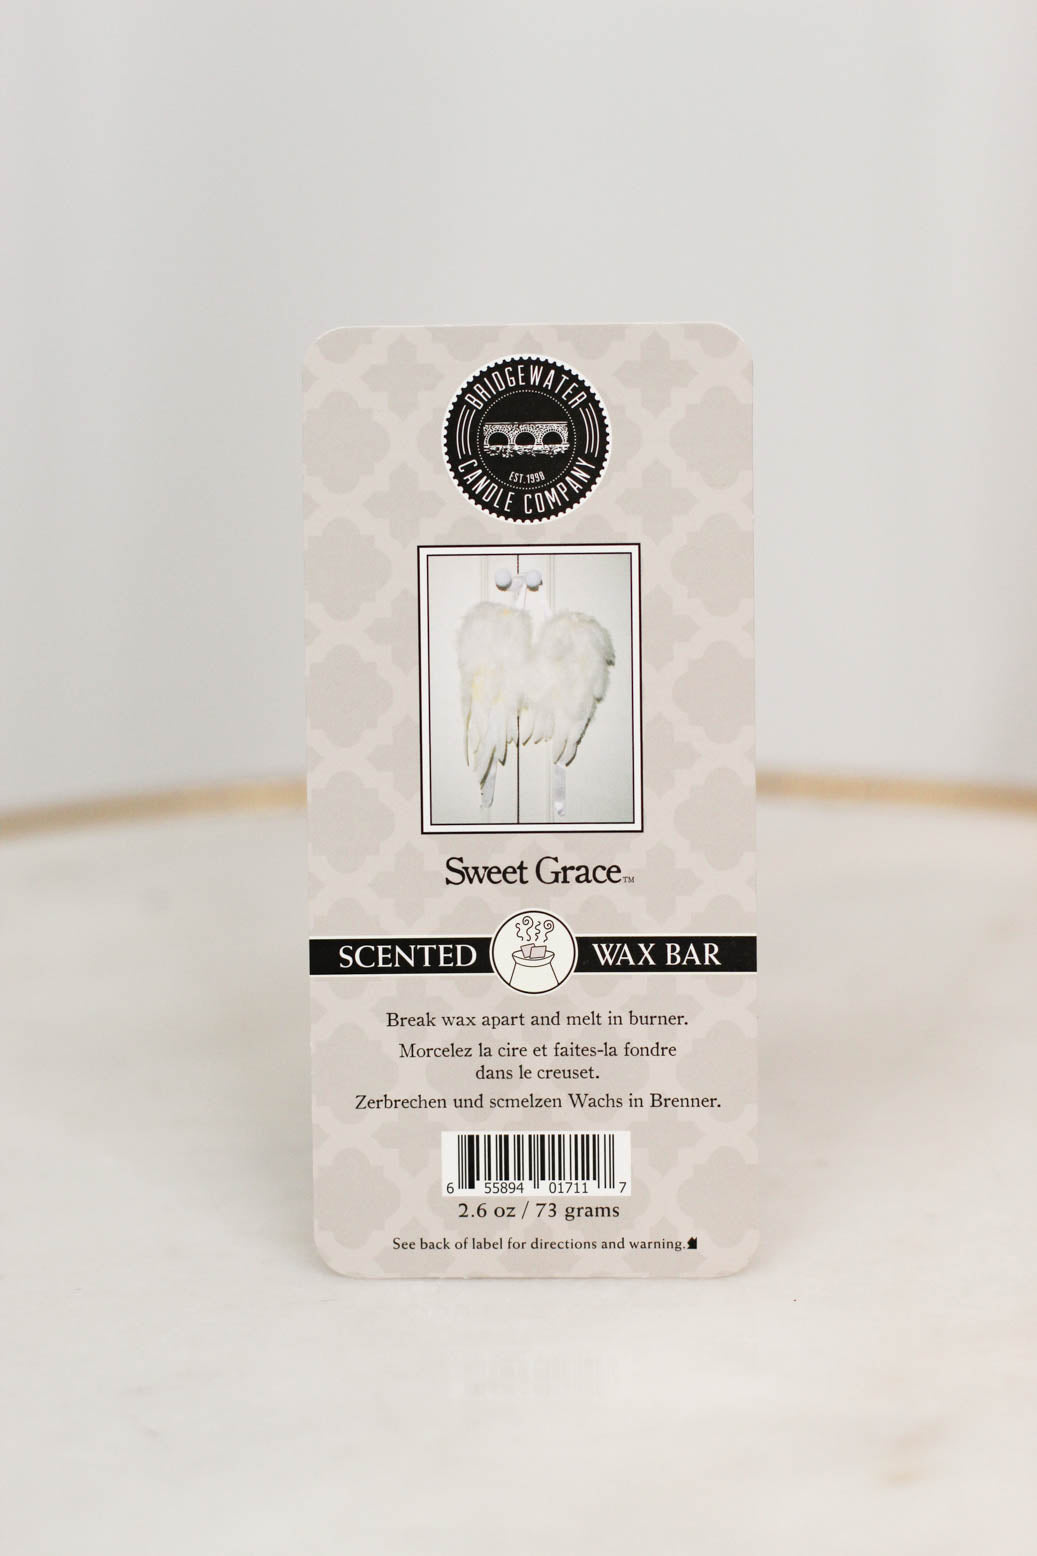 BRIDGEWATER
EST. 1998
CANDLE COMPANY
Sweet Grace™
SCENTED WAX BAR
Break wax apart and melt in burner.
Morcelez la cire et faites-la fondre
dans le creuset.
Zerbrechen und scmelzen Wachs in Brenner.
6 55894 01711 7
2.6 oz / 73 grams
See back of label for directions and warning.